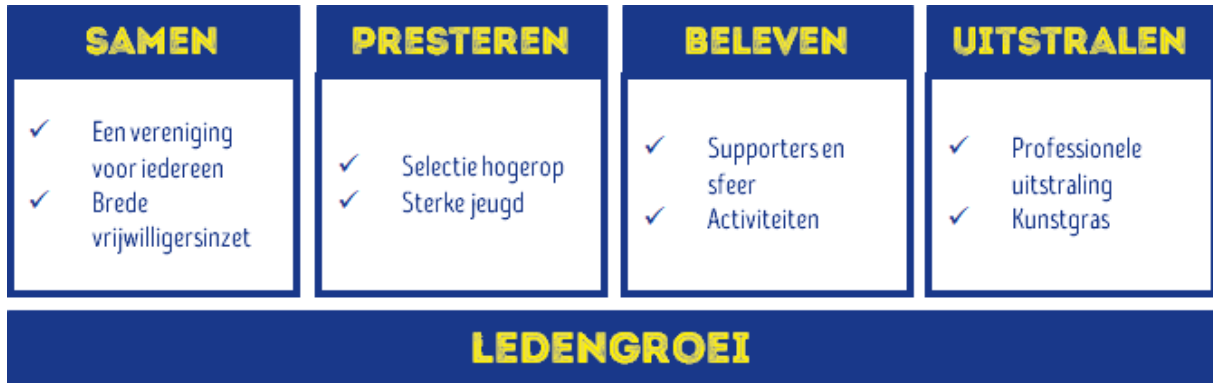 SAMEN
✓ Een vereniging
voor iedereen
✓ Brede
vrijwilligersinzet
PRESTEREN
✓ Selectie hogerop
✓ Sterke jeugd
BELEVEN
✓ Supporters en
sfeer
✓ Activiteiten
UITSTRALEN
✓ Professionele
uitstraling
✓ Kunstgras
LEDENGROEI